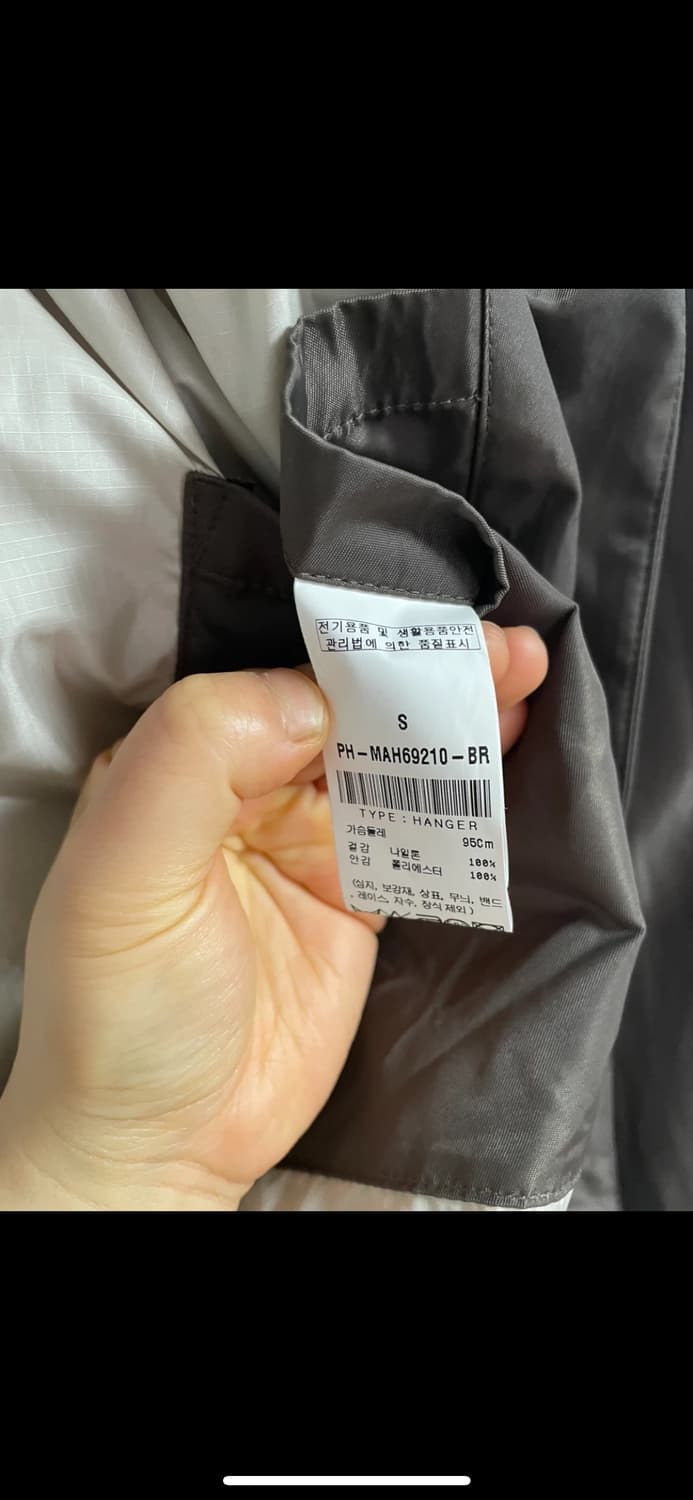 전기용품 및 생활용품안전
관리법에 의한 품질표시
S
PH-MAH69210-BR
TYPE : HANGER
가슴둘레 95Cm
겉감 나일론 100%
안감 폴리에스터 100%
(심지, 보강재, 상표, 무늬, 밴드
, 레이스, 자수, 장식 제외)